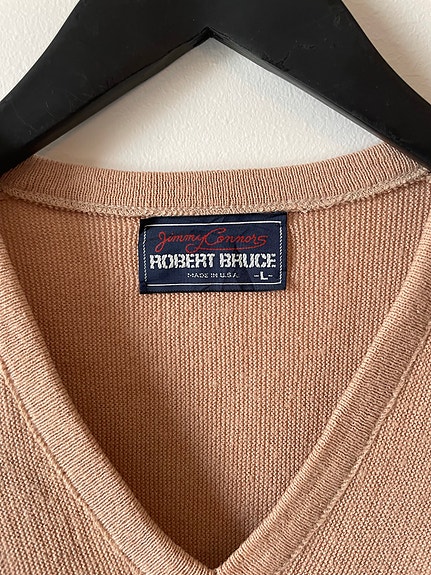 Jimmy Connors
ROBERT BRUCE
MADE IN U.S.A.
-L-